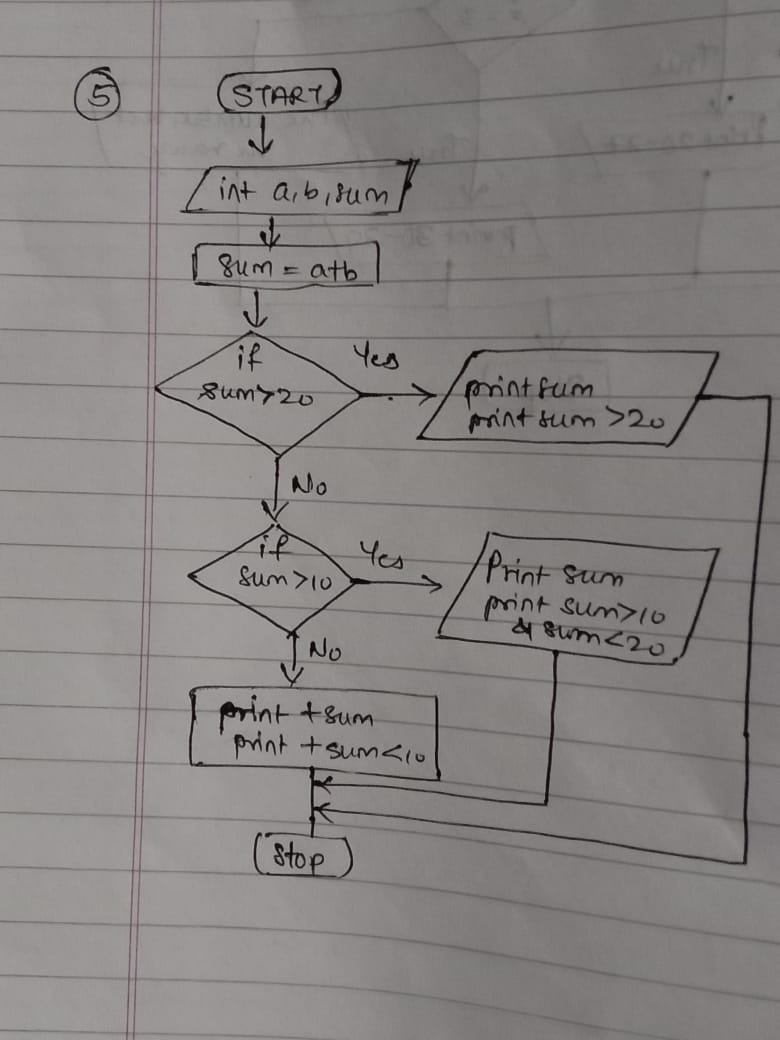 5
START
int a,b,sum
sum = a+b
if
sum>20
Yes
print sum
print sum >20
No
if
sum>10
Yes
Print sum
print sum>10
& sum<20
No
print +sum
print +sum<10
Stop